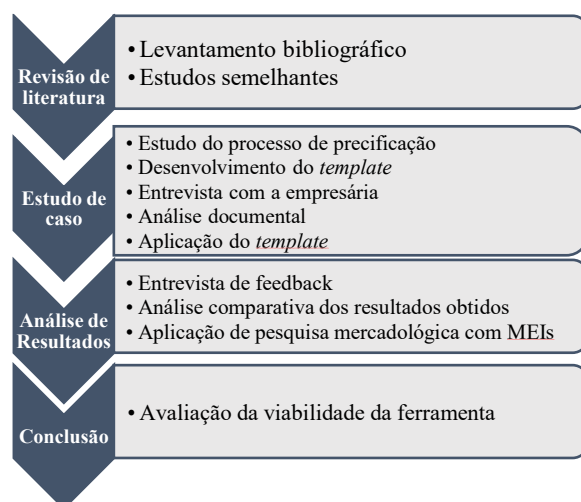 Revisão de
literatura
• Levantamento bibliográfico
• Estudos semelhantes
Estudo de
caso
• Estudo do processo de precificação
• Desenvolvimento do template
• Entrevista com a empresária
• Análise documental
• Aplicação do template
Análise de
Resultados
• Entrevista de feedback
• Análise comparativa dos resultados obtidos
• Aplicação de pesquisa mercadológica com MEIs
Conclusão
• Avaliação da viabilidade da ferramenta